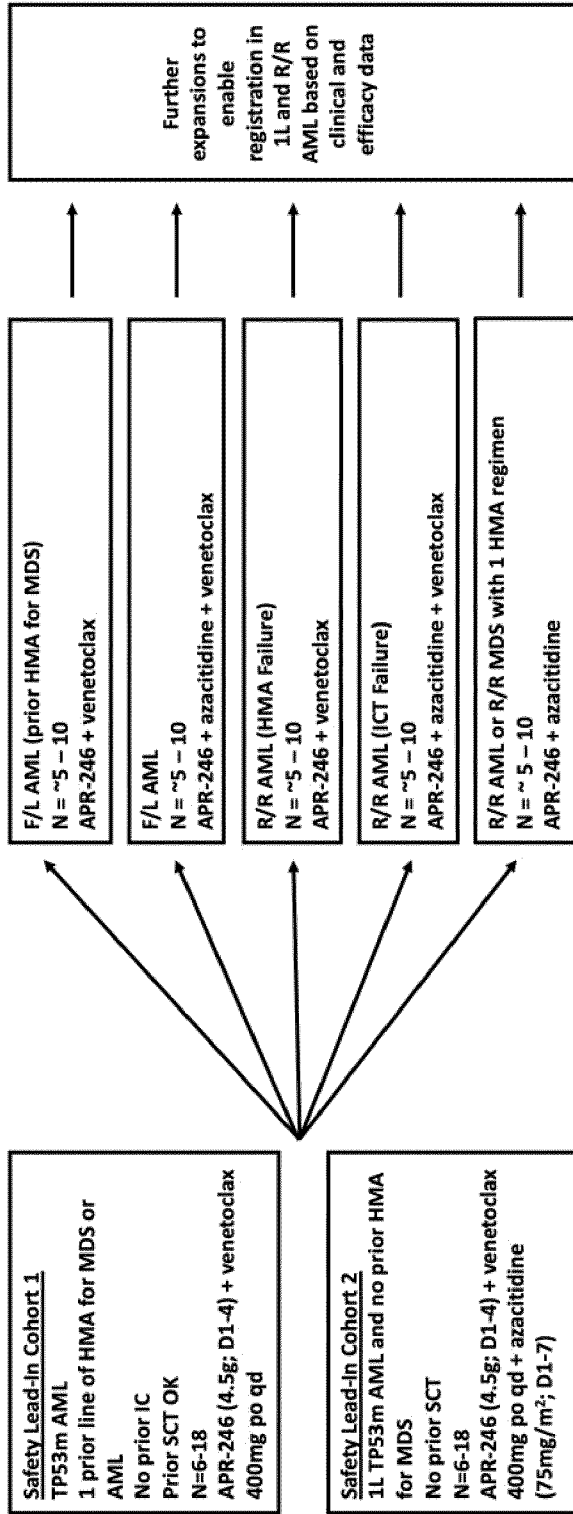 Safety Lead-In Cohort 1
TP53m AML
1 prior line of HMA for MDS or
AML
No prior IC
Prior SCT OK
N=6-18
APR-246 (4.5g; D1-4) + venetoclax
400mg po qd
Safety Lead-In Cohort 2
1L TP53m AML and no prior HMA
for MDS
No prior SCT
N=6-18
APR-246 (4.5g; D1-4) + venetoclax
400mg po qd + azacitidine
(75mg/m²; D1-7)
F/L AML (prior HMA for MDS)
N = ~5 – 10
APR-246 + venetoclax
F/L AML
N = ~5 – 10
APR-246 + azacitidine + venetoclax
R/R AML (HMA Failure)
N = ~5 – 10
APR-246 + venetoclax
R/R AML (ICT Failure)
N = ~5 – 10
APR-246 + azacitidine + venetoclax
R/R AML or R/R MDS with 1 HMA regimen
N = ~5 – 10
APR-246 + azacitidine
Further
expansions to
enable
registration in
1L and R/R
AML based on
clinical and
efficacy data